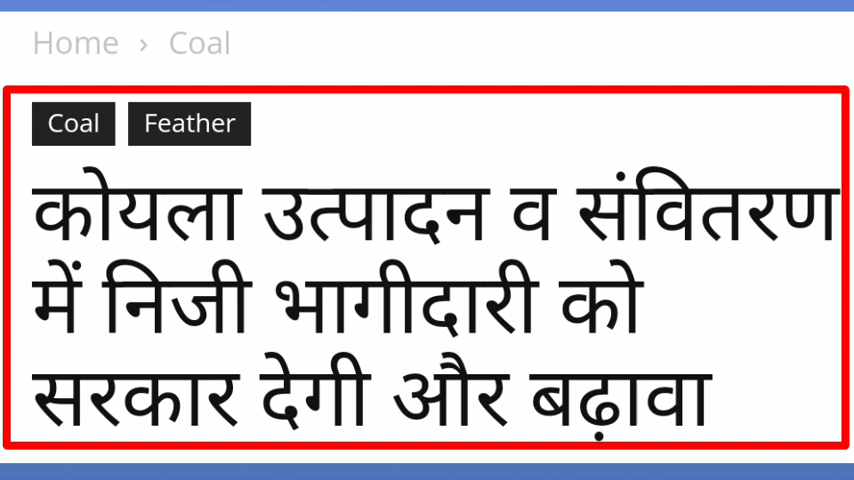 Home › Coal
Coal Feather
कोयला उत्पादन व संवितरण
में निजी भागीदारी को
सरकार देगी और बढ़ावा